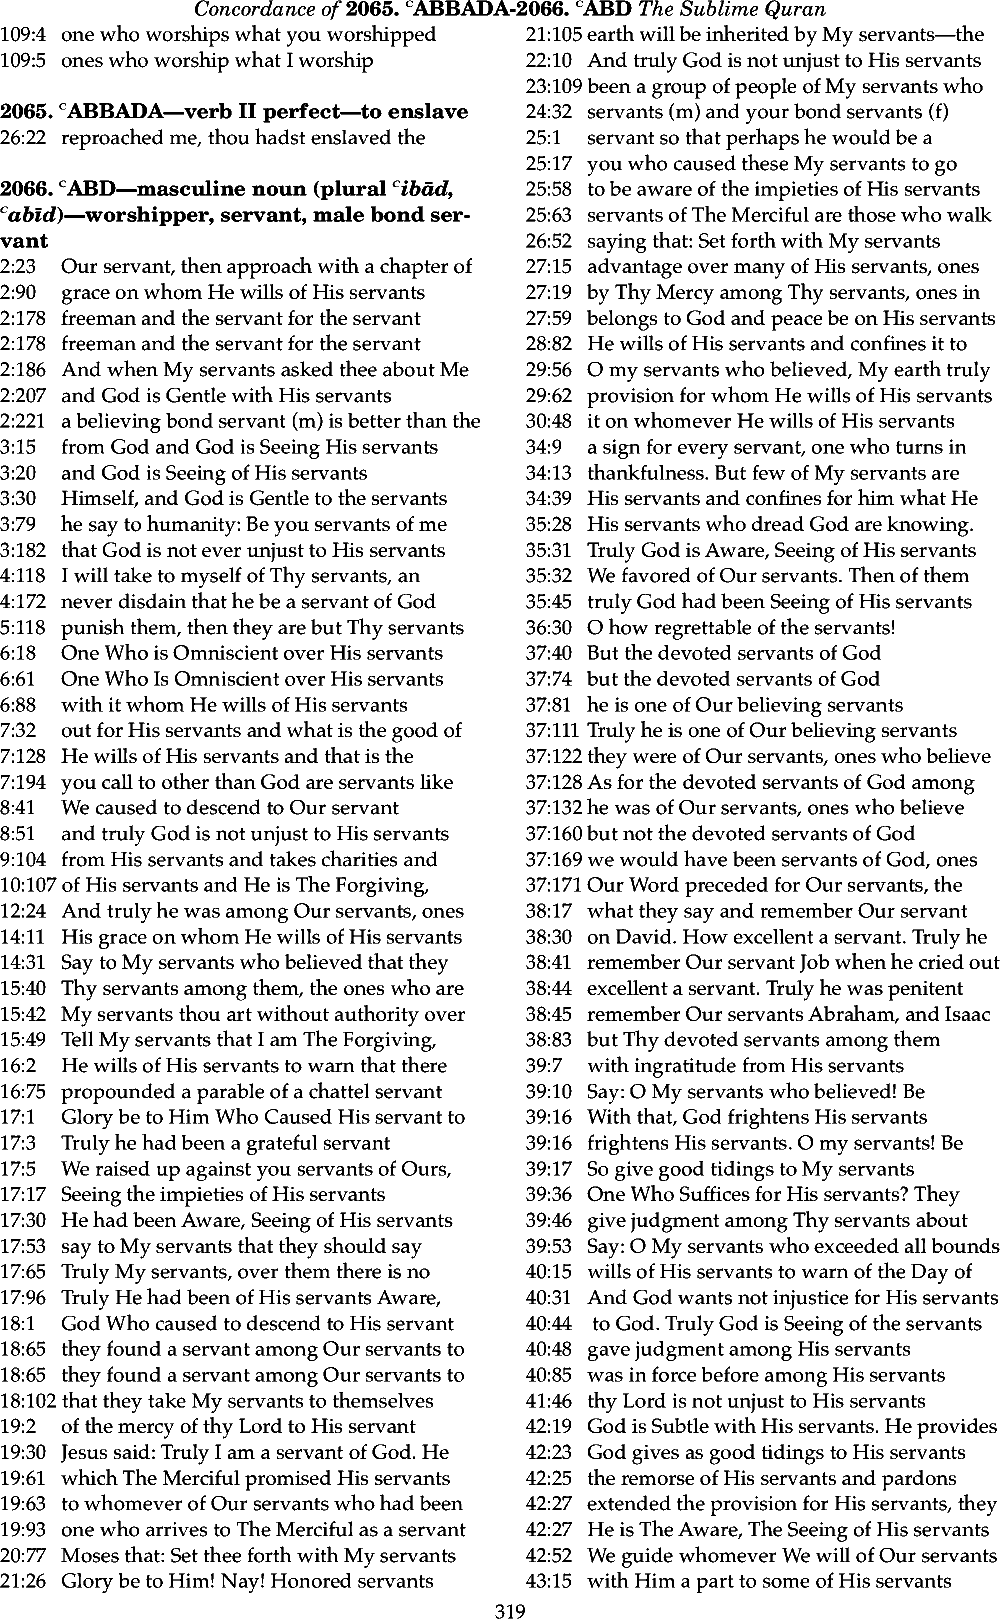 Concordance of 2065. ᶜABBADA-2066. ᶜABD The Sublime Quran
109:4 one who worships what you worshipped
109:5 ones who worship what I worship
2065. ᶜABBADA—verb II perfect—to enslave
26:22 reproached me, thou hadst enslaved the
2066. ᶜABD—masculine noun (plural ᶜibād,
ᶜabīd)—worshipper, servant, male bond ser-
vant
2:23 Our servant, then approach with a chapter of
2:90 grace on whom He wills of His servants
2:178 freeman and the servant for the servant
2:178 freeman and the servant for the servant
2:186 And when My servants asked thee about Me
2:207 and God is Gentle with His servants
2:221 a believing bond servant (m) is better than the
3:15 from God and God is Seeing His servants
3:20 and God is Seeing of His servants
3:30 Himself, and God is Gentle to the servants
3:79 he say to humanity: Be you servants of me
3:182 that God is not ever unjust to His servants
4:118 I will take to myself of Thy servants, an
4:172 never disdain that he be a servant of God
5:118 punish them, then they are but Thy servants
6:18 One Who is Omniscient over His servants
6:61 One Who Is Omniscient over His servants
6:88 with it whom He wills of His servants
7:32 out for His servants and what is the good of
7:128 He wills of His servants and that is the
7:194 you call to other than God are servants like
8:41 We caused to descend to Our servant
8:51 and truly God is not unjust to His servants
9:104 from His servants and takes charities and
10:107 of His servants and He is The Forgiving,
12:24 And truly he was among Our servants, ones
14:11 His grace on whom He wills of His servants
14:31 Say to My servants who believed that they
15:40 Thy servants among them, the ones who are
15:42 My servants thou art without authority over
15:49 Tell My servants that I am The Forgiving,
16:2 He wills of His servants to warn that there
16:75 propounded a parable of a chattel servant
17:1 Glory be to Him Who Caused His servant to
17:3 Truly he had been a grateful servant
17:5 We raised up against you servants of Ours,
17:17 Seeing the impieties of His servants
17:30 He had been Aware, Seeing of His servants
17:53 say to My servants that they should say
17:65 Truly My servants, over them there is no
17:96 Truly He had been of His servants Aware,
18:1 God Who caused to descend to His servant
18:65 they found a servant among Our servants to
18:65 they found a servant among Our servants to
18:102 that they take My servants to themselves
19:2 of the mercy of thy Lord to His servant
19:30 Jesus said: Truly I am a servant of God. He
19:61 which The Merciful promised His servants
19:63 to whomever of Our servants who had been
19:93 one who arrives to The Merciful as a servant
20:77 Moses that: Set thee forth with My servants
21:26 Glory be to Him! Nay! Honored servants
21:105 earth will be inherited by My servants—the
22:10 And truly God is not unjust to His servants
23:109 been a group of people of My servants who
24:32 servants (m) and your bond servants (f)
25:1 servant so that perhaps he would be a
25:17 you who caused these My servants to go
25:58 to be aware of the impieties of His servants
25:63 servants of The Merciful are those who walk
26:52 saying that: Set forth with My servants
27:15 advantage over many of His servants, ones
27:19 by Thy Mercy among Thy servants, ones in
27:59 belongs to God and peace be on His servants
28:82 He wills of His servants and confines it to
29:56 O my servants who believed, My earth truly
29:62 provision for whom He wills of His servants
30:48 it on whomever He wills of His servants
34:9 a sign for every servant, one who turns in
34:13 thankfulness. But few of My servants are
34:39 His servants and confines for him what He
35:28 His servants who dread God are knowing.
35:31 Truly God is Aware, Seeing of His servants
35:32 We favored of Our servants. Then of them
35:45 truly God had been Seeing of His servants
36:30 O how regrettable of the servants!
37:40 But the devoted servants of God
37:74 but the devoted servants of God
37:81 he is one of Our believing servants
37:111 Truly he is one of Our believing servants
37:122 they were of Our servants, ones who believe
37:128 As for the devoted servants of God among
37:132 he was of Our servants, ones who believe
37:160 but not the devoted servants of God
37:169 we would have been servants of God, ones
37:171 Our Word preceded for Our servants, the
38:17 what they say and remember Our servant
38:30 on David. How excellent a servant. Truly he
38:41 remember Our servant Job when he cried out
38:44 excellent a servant. Truly he was penitent
38:45 remember Our servants Abraham, and Isaac
38:83 but Thy devoted servants among them
39:7 with ingratitude from His servants
39:10 Say: O My servants who believed! Be
39:16 With that, God frightens His servants
39:16 frightens His servants. O my servants! Be
39:17 So give good tidings to My servants
39:36 One Who Suffices for His servants? They
39:46 give judgment among Thy servants about
39:53 Say: O My servants who exceeded all bounds
40:15 wills of His servants to warn of the Day of
40:31 And God wants not injustice for His servants
40:44 to God. Truly God is Seeing of the servants
40:48 gave judgment among His servants
40:85 was in force before among His servants
41:46 thy Lord is not unjust to His servants
42:19 God is Subtle with His servants. He provides
42:23 God gives as good tidings to His servants
42:25 the remorse of His servants and pardons
42:27 extended the provision for His servants, they
42:27 He is The Aware, The Seeing of His servants
42:52 We guide whomever We will of Our servants
43:15 with Him a part to some of His servants
319